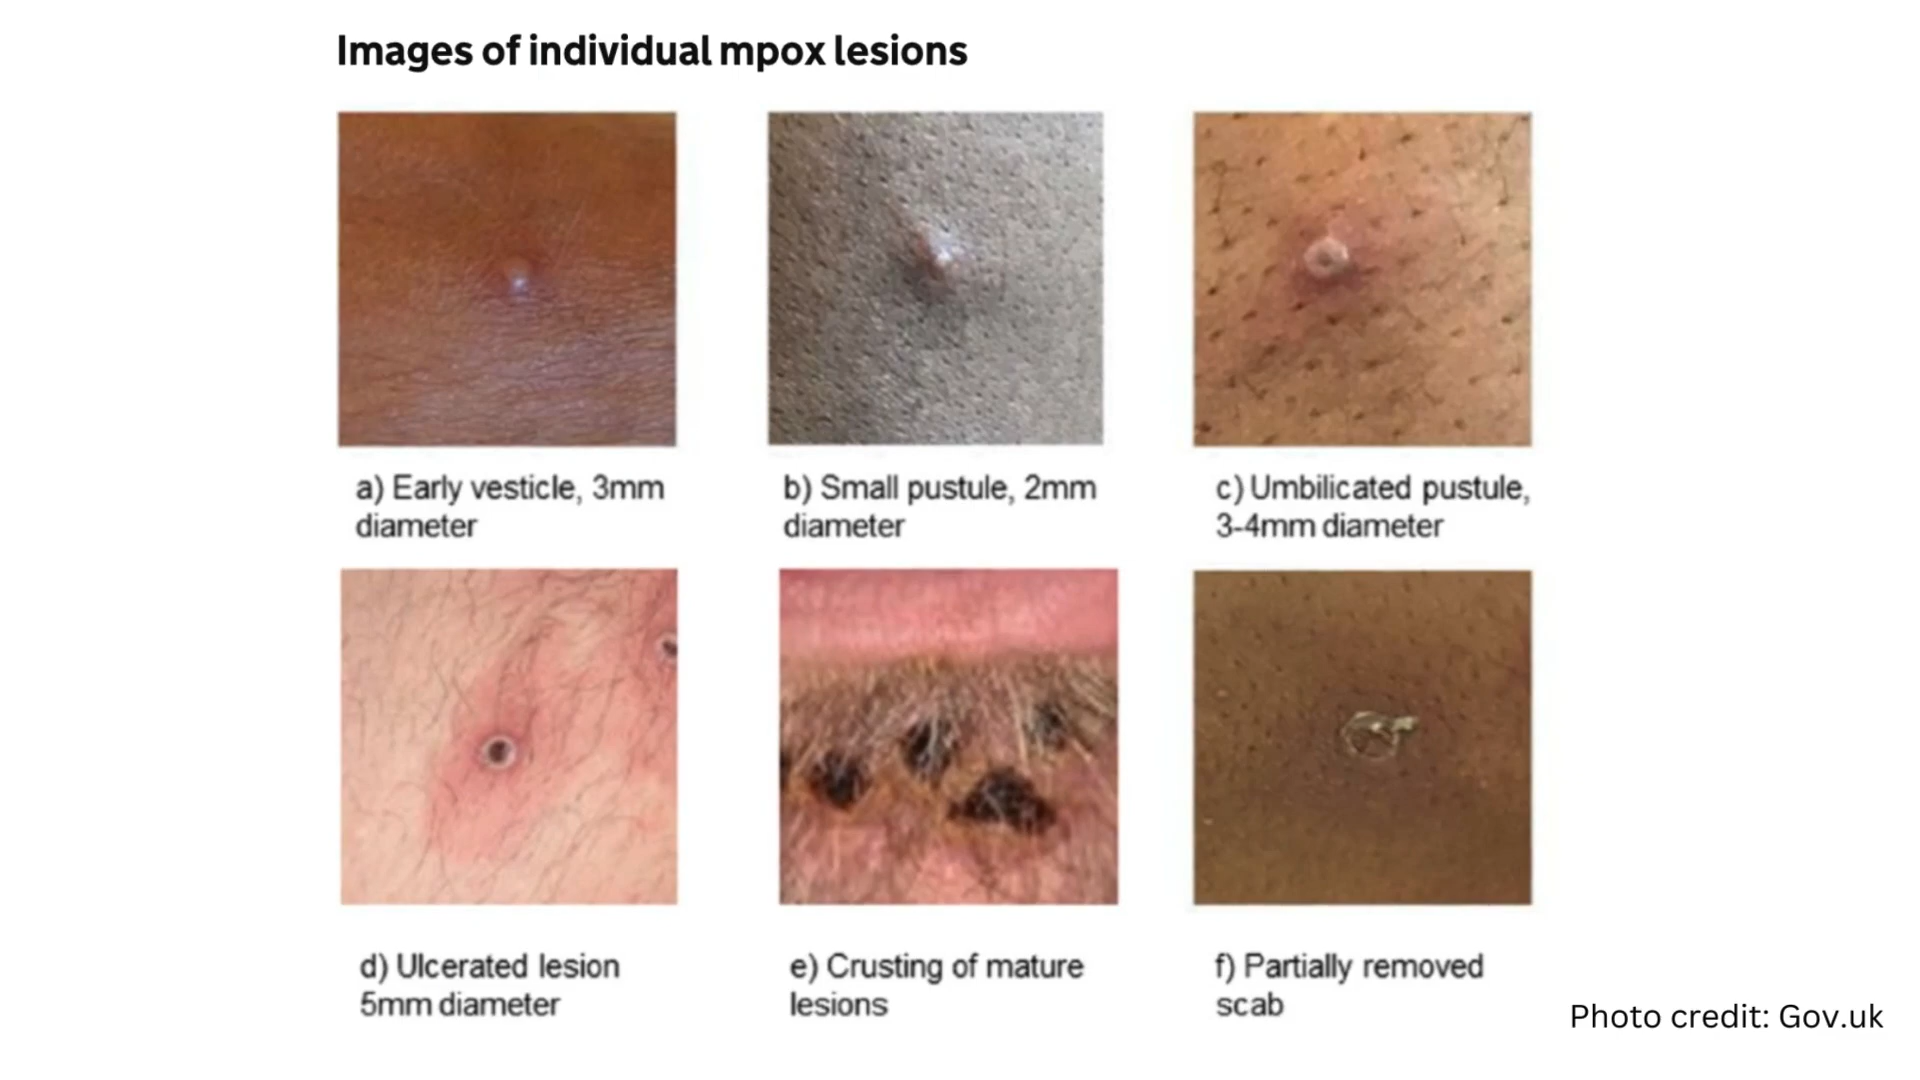 Images of individual mpox lesions
a) Early vesticle, 3mm
diameter
b) Small pustule, 2mm
diameter
c) Umbilicated pustule,
3-4mm diameter
d) Ulcerated lesion
5mm diameter
e) Crusting of mature
lesions
f) Partially removed
scab
Photo credit: Gov.uk